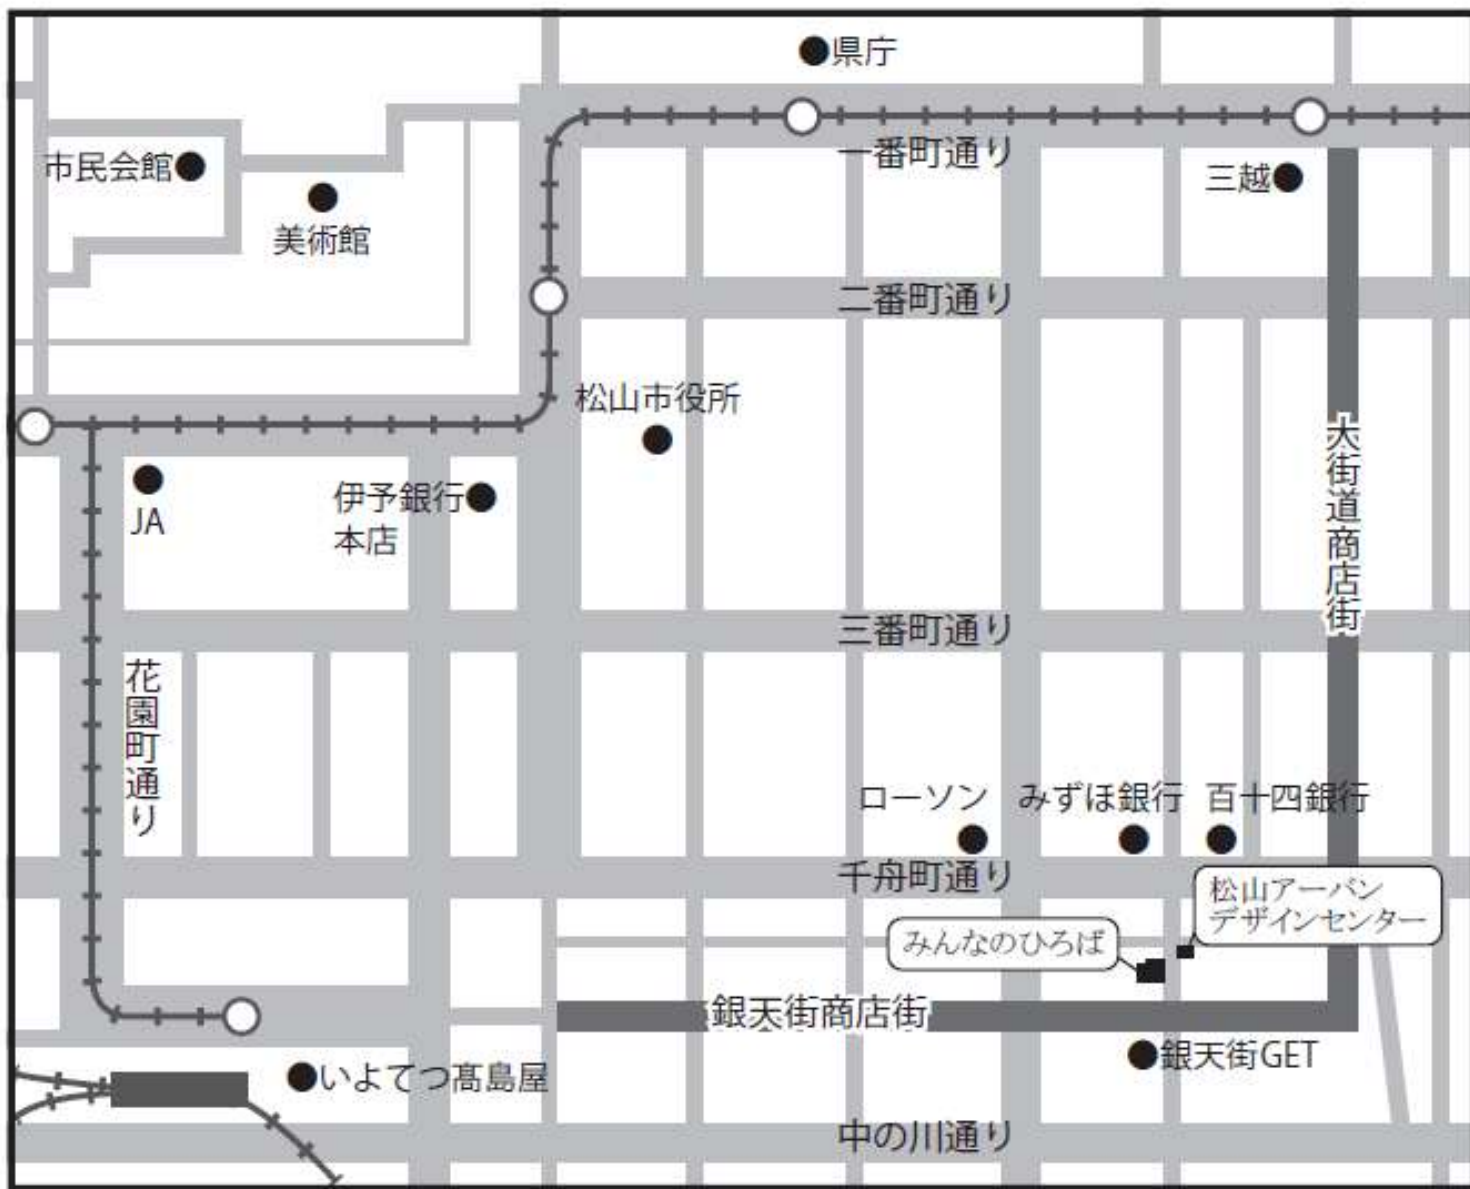 県庁
一番町通り
市民会館
三越
美術館
二番町通り
松山市役所
大街道商店街
JA
伊予銀行
本店
三番町通り
花園町通り
ローソン
みずほ銀行
百十四銀行
千舟町通り
松山アーバン
デザインセンター
みんなのひろば
銀天街商店街
銀天街GET
いよてつ髙島屋
中の川通り